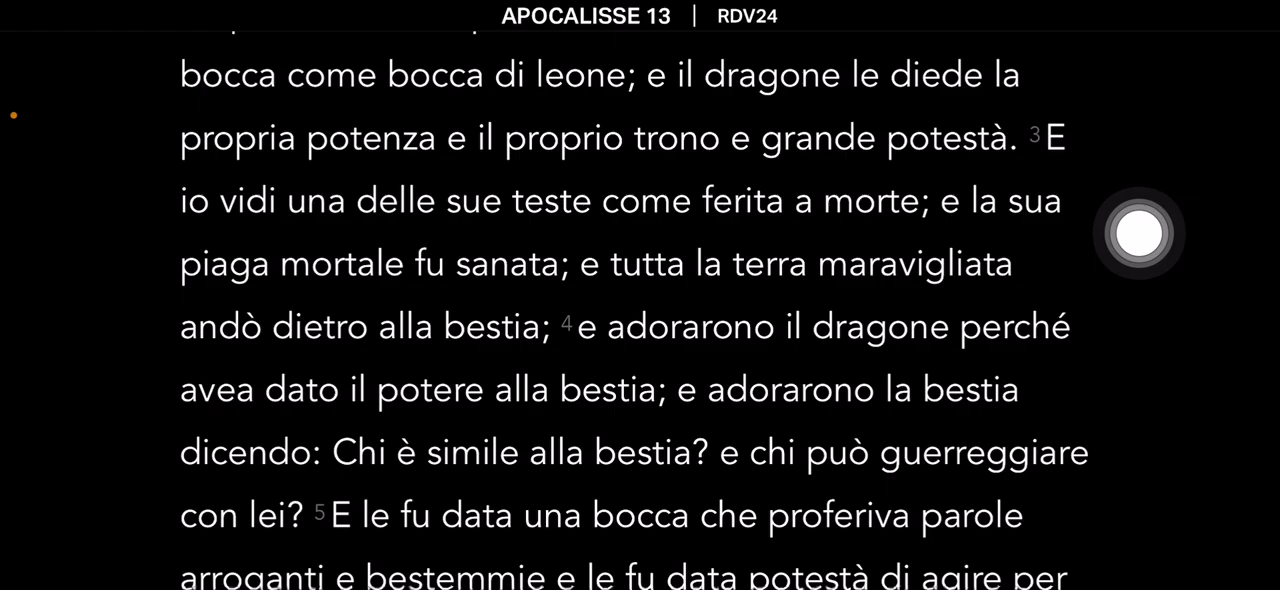 APOCALISSE 13 | RDV24
bocca come bocca di leone; e il dragone le diede la
propria potenza e il proprio trono e grande potestà. 3 E
io vidi una delle sue teste come ferita a morte; e la sua
piaga mortale fu sanata; e tutta la terra maravigliata
andò dietro alla bestia; 4 e adorarono il dragone perché
avea dato il potere alla bestia; e adorarono la bestia
dicendo: Chi è simile alla bestia? e chi può guerreggiare
con lei? 5 E le fu data una bocca che proferiva parole
arroganti e bestemmie e le fu data potestà di agire per